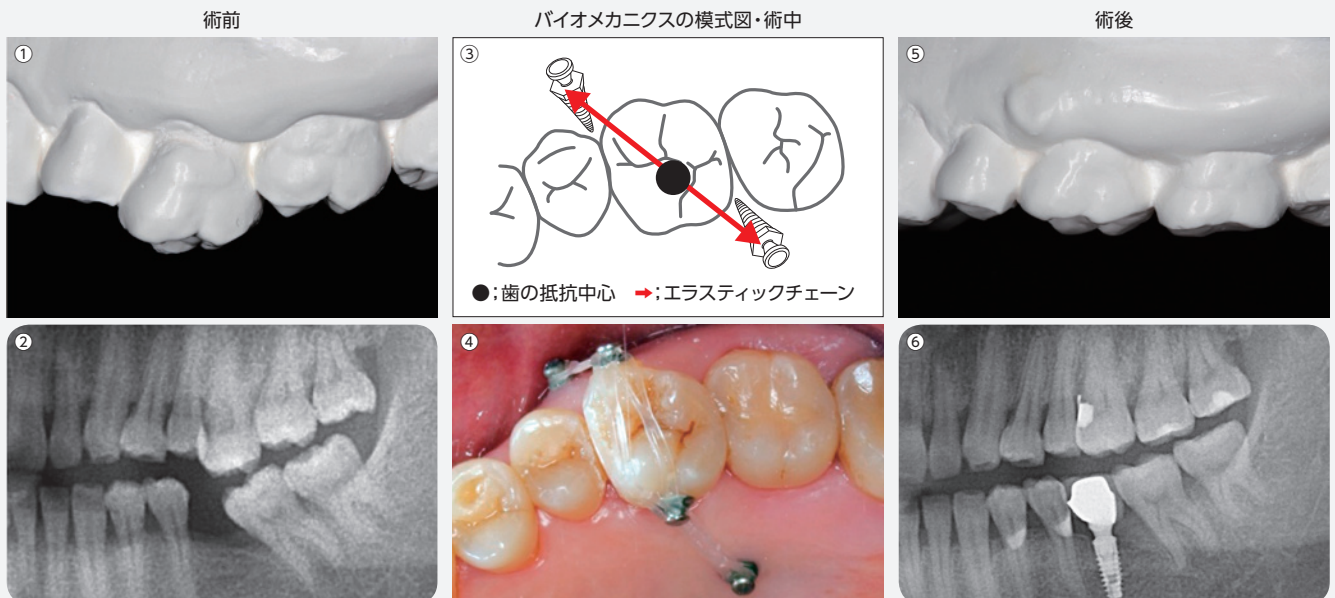 術前
バイオメカニクスの模式図・術中
術後
①
③
⑤
●；歯の抵抗中心 ➡；エラスティックチェーン
②
④
⑥